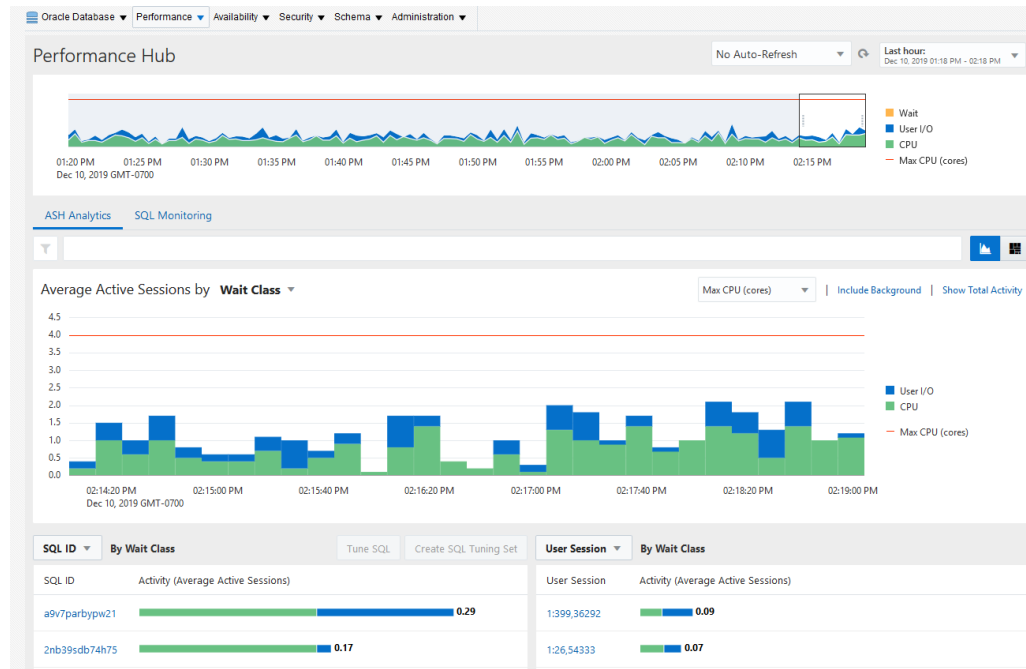 Oracle Database Performance Availability Security Schema Administration
Performance Hub
No Auto-Refresh
Last hour:
Dec 10, 2019 01:18 PM - 02:18 PM
Wait
User I/O
CPU
Max CPU (cores)
01:20 PM 01:25 PM 01:30 PM 01:35 PM 01:40 PM 01:45 PM 01:50 PM 01:55 PM 02:00 PM 02:05 PM 02:10 PM 02:15 PM
Dec 10, 2019 GMT-0700
ASH Analytics SQL Monitoring
Average Active Sessions by Wait Class
Max CPU (cores) | Include Background | Show Total Activity
4.5
4.0
3.5
3.0
2.5
2.0
1.5
1.0
0.5
0.0
User I/O
CPU
Max CPU (cores)
02:14:20 PM 02:15:00 PM 02:15:40 PM 02:16:20 PM 02:17:00 PM 02:17:40 PM 02:18:20 PM 02:19:00 PM
Dec 10, 2019 GMT-0700
SQL ID By Wait Class Tune SQL Create SQL Tuning Set
SQL ID Activity (Average Active Sessions)
a9v7parbypw21 0.29
2nb39sdb74h75 0.17
User Session By Wait Class
User Session Activity (Average Active Sessions)
1:399,36292 0.09
1:26,54333 0.07